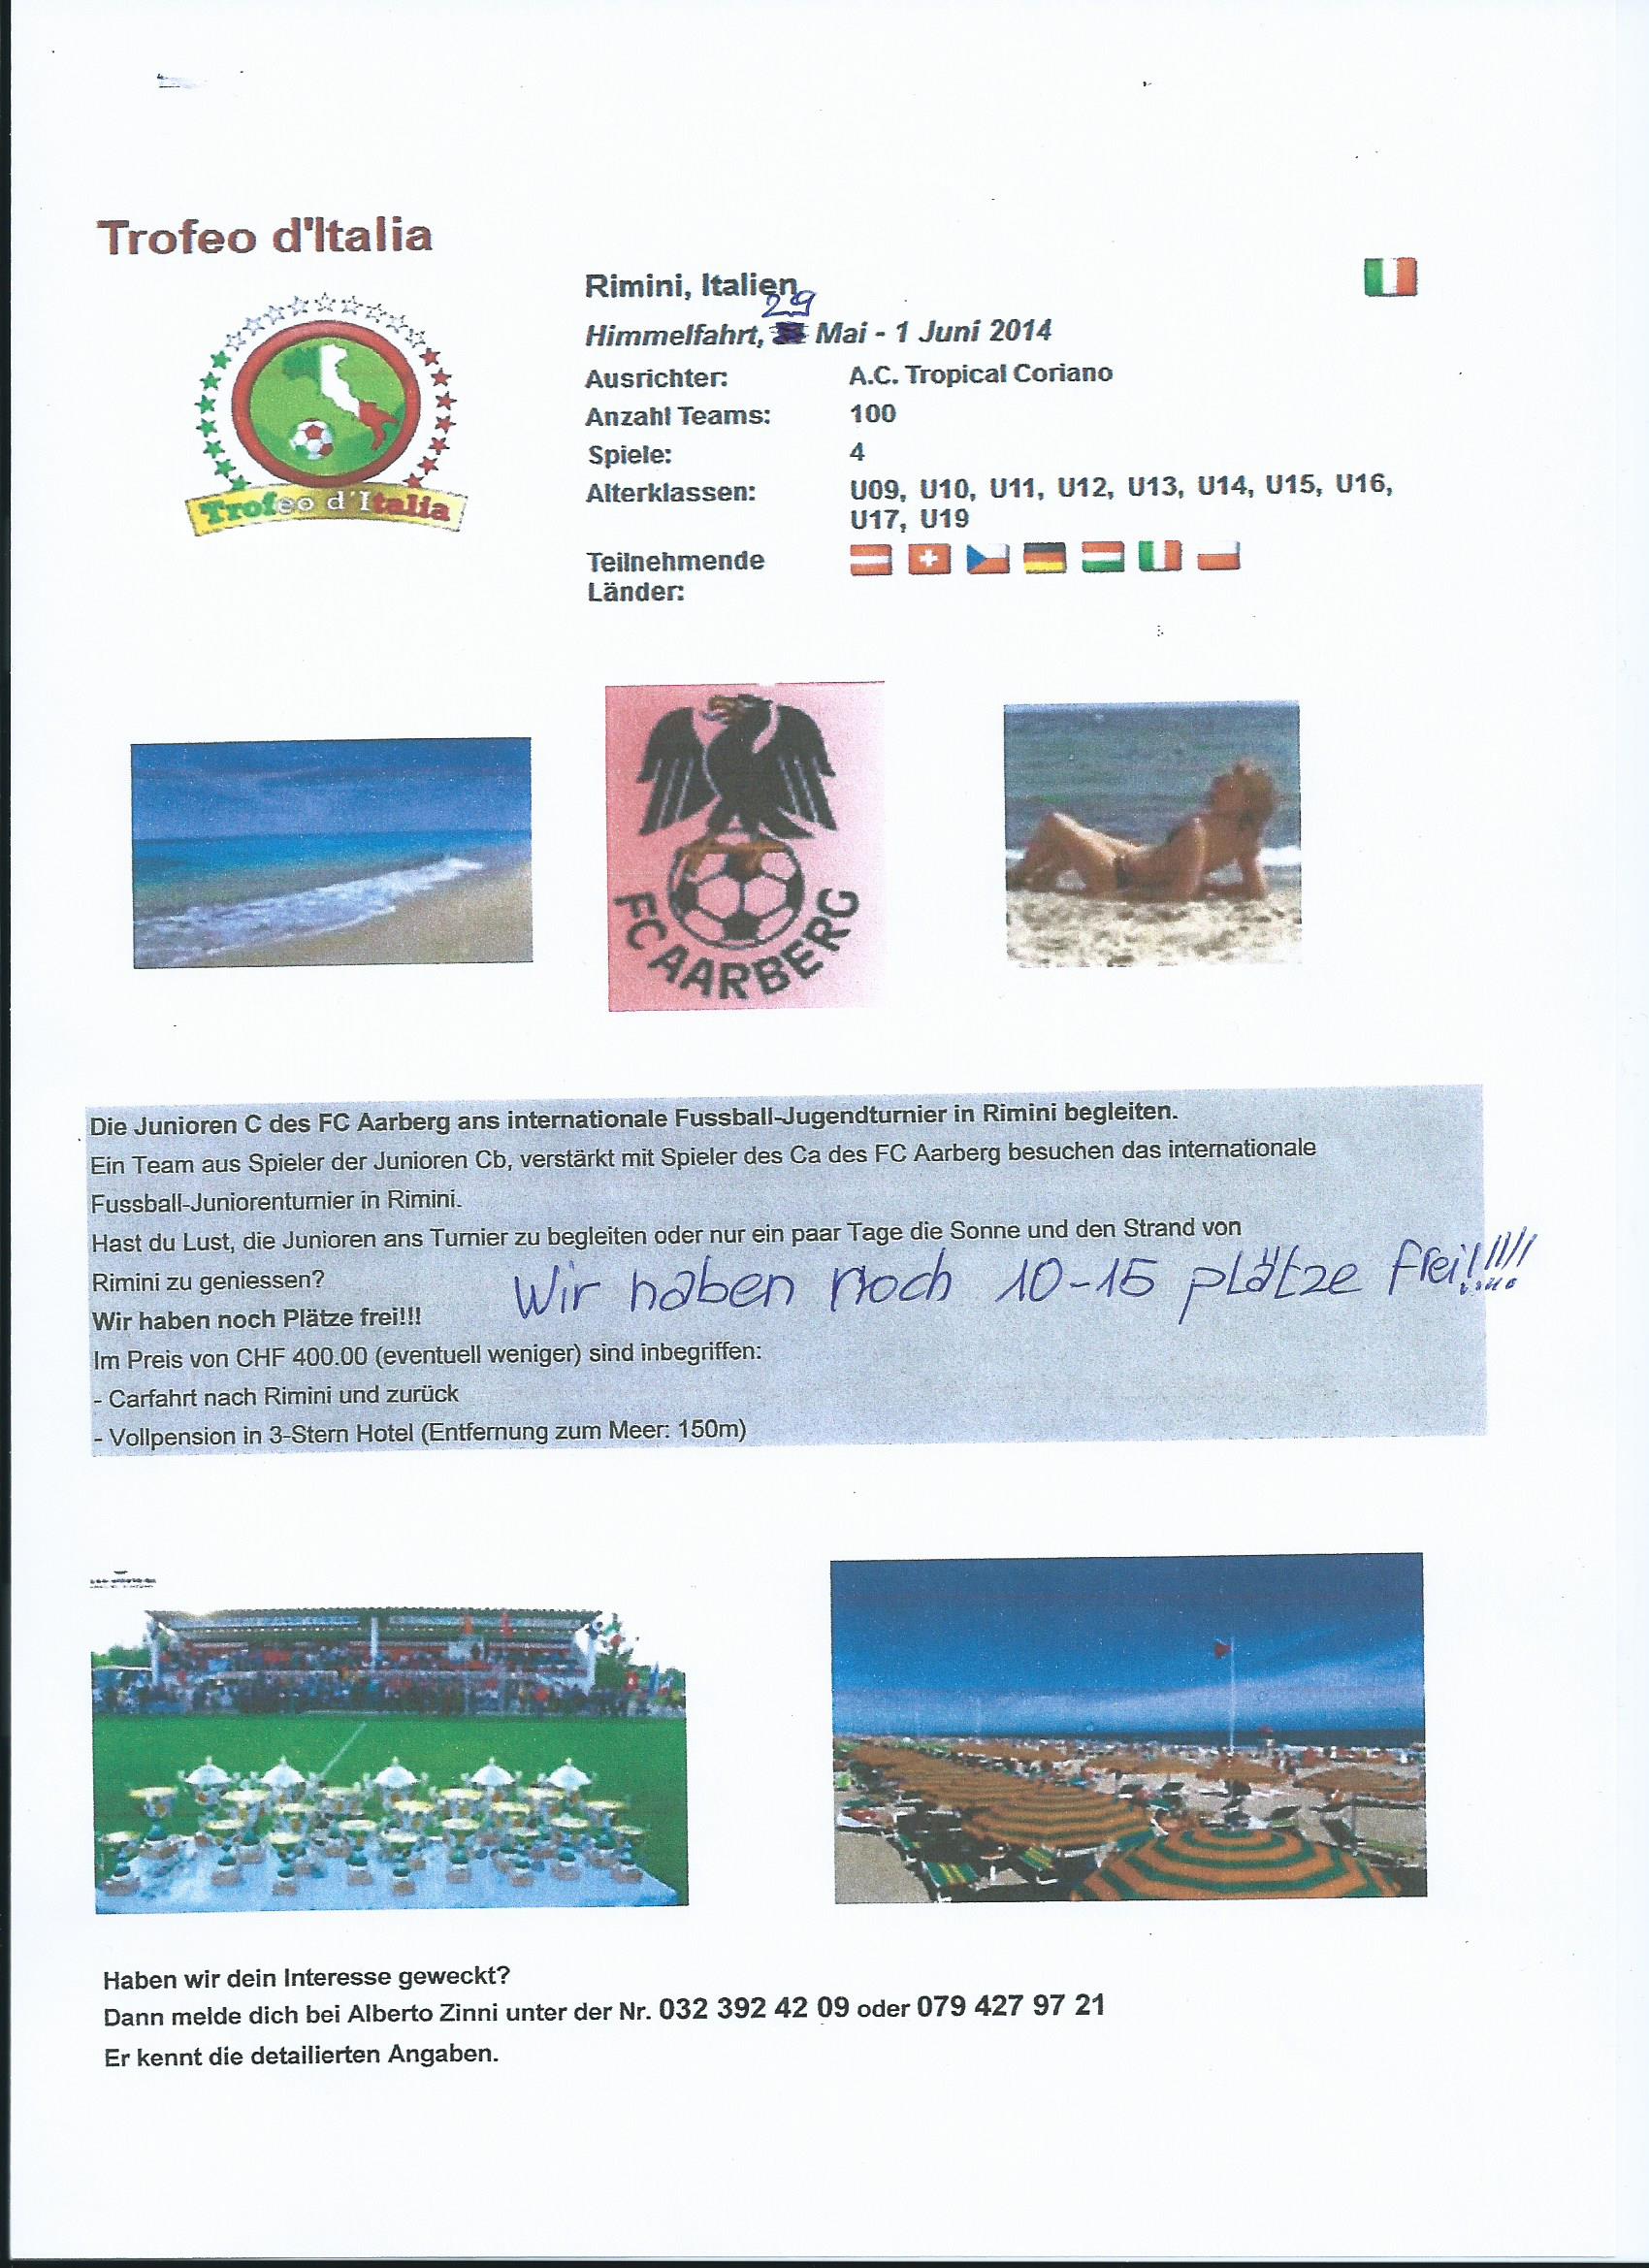 Trofeo d'Italia
Rimini, Italien
29
Himmelfahrt, Mai - 1 Juni 2014
Ausrichter: A.C. Tropical Coriano
Anzahl Teams: 100
Spiele: 4
Alterklassen: U09, U10, U11, U12, U13, U14, U15, U16,
U17, U19
Teilnehmende
Länder:
Trofeo d'Italia
FC AARBERG
Die Junioren C des FC Aarberg ans internationale Fussball-Jugendturnier in Rimini begleiten.
Ein Team aus Spieler der Junioren Cb, verstärkt mit Spieler des Ca des FC Aarberg besuchen das internationale
Fussball-Juniorenturnier in Rimini.
Hast du Lust, die Junioren ans Turnier zu begleiten oder nur ein paar Tage die Sonne und den Strand von
Rimini zu geniessen?
Wir haben noch 10-15 plätze frei!!!!!
Wir haben noch Plätze frei!!!
Im Preis von CHF 400.00 (eventuell weniger) sind inbegriffen:
- Carfahrt nach Rimini und zurück
- Vollpension in 3-Stern Hotel (Entfernung zum Meer: 150m)
Haben wir dein Interesse geweckt?
Dann melde dich bei Alberto Zinni unter der Nr. 032 392 42 09 oder 079 427 97 21
Er kennt die detailierten Angaben.